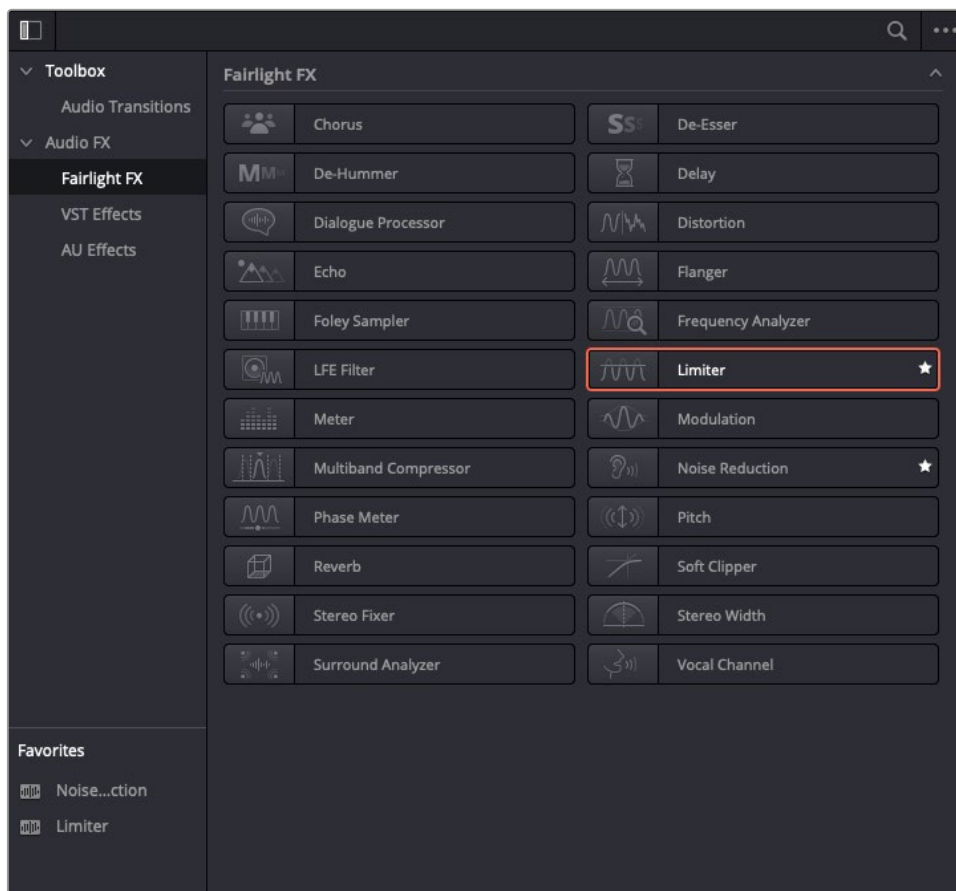 Toolbox
Audio Transitions
Audio FX
Fairlight FX
VST Effects
AU Effects
Favorites
Noise...ction
Limiter
Fairlight FX
Chorus
De-Esser
De-Hummer
Delay
Dialogue Processor
Distortion
Echo
Flanger
Foley Sampler
Frequency Analyzer
LFE Filter
Limiter
Meter
Modulation
Multiband Compressor
Noise Reduction
Phase Meter
Pitch
Reverb
Soft Clipper
Stereo Fixer
Stereo Width
Surround Analyzer
Vocal Channel